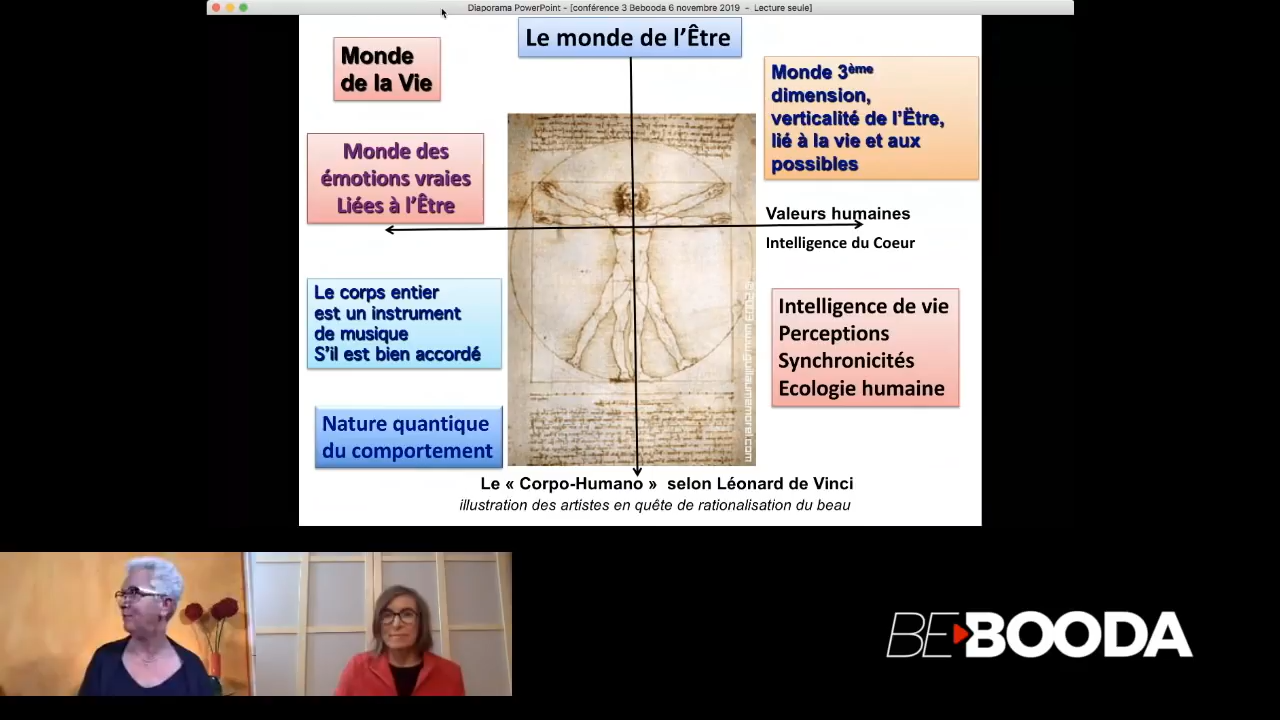 Diaporama PowerPoint - [conférence 3 Bebooda 6 novembre 2019 - Lecture seule]
Le monde de l'Être
Monde
de la Vie
Monde 3ème
dimension,
verticalité de l'Ëtre,
lié à la vie et aux
possibles
Monde des
émotions vraies
Liées à l'Être
Valeurs humaines
Intelligence du Coeur
Le corps entier
est un instrument
de musique
S'il est bien accordé
Intelligence de vie
Perceptions
Synchronicités
Ecologie humaine
Nature quantique
du comportement
Le « Corpo-Humano » selon Léonard de Vinci
illustration des artistes en quête de rationalisation du beau
BEBOODA